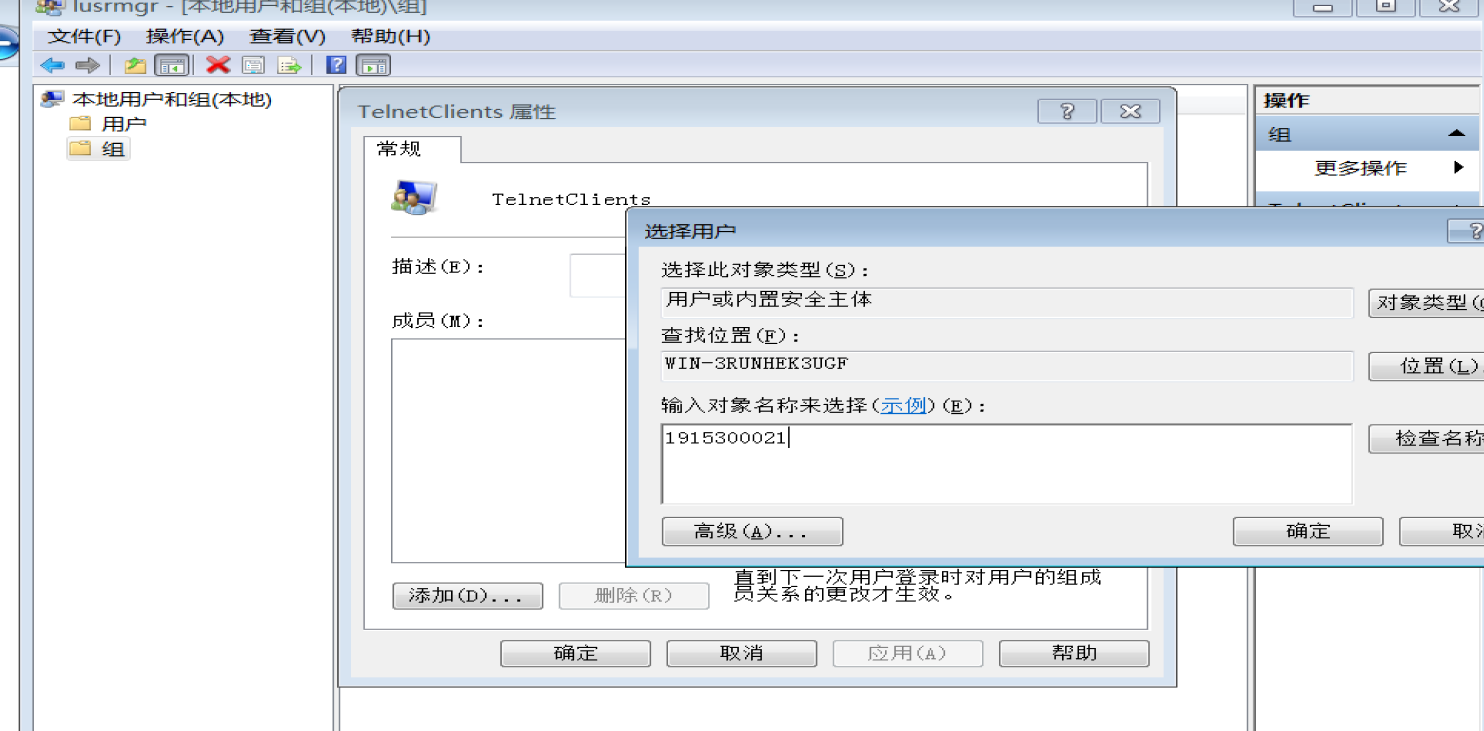 lusrmgr - [本地用户和组(本地)\组]
文件(F) 操作(A) 查看(V) 帮助(H)
本地用户和组(本地)
用户
组
TelnetClients 属性
常规
TelnetClients
描述(E):
成员(M):
添加(D)...
删除(R)
直到下一次用户登录时对用户的组成
员关系的更改才生效。
确定
取消
应用(A)
帮助
选择用户
选择此对象类型(S):
用户或内置安全主体
对象类型(
查找位置(F):
WIN-3RUNHEK3UGF
位置(L).
输入对象名称来选择(示例)(E):
1915300021
检查名称
高级(A)...
确定
取消
操作
组
更多操作